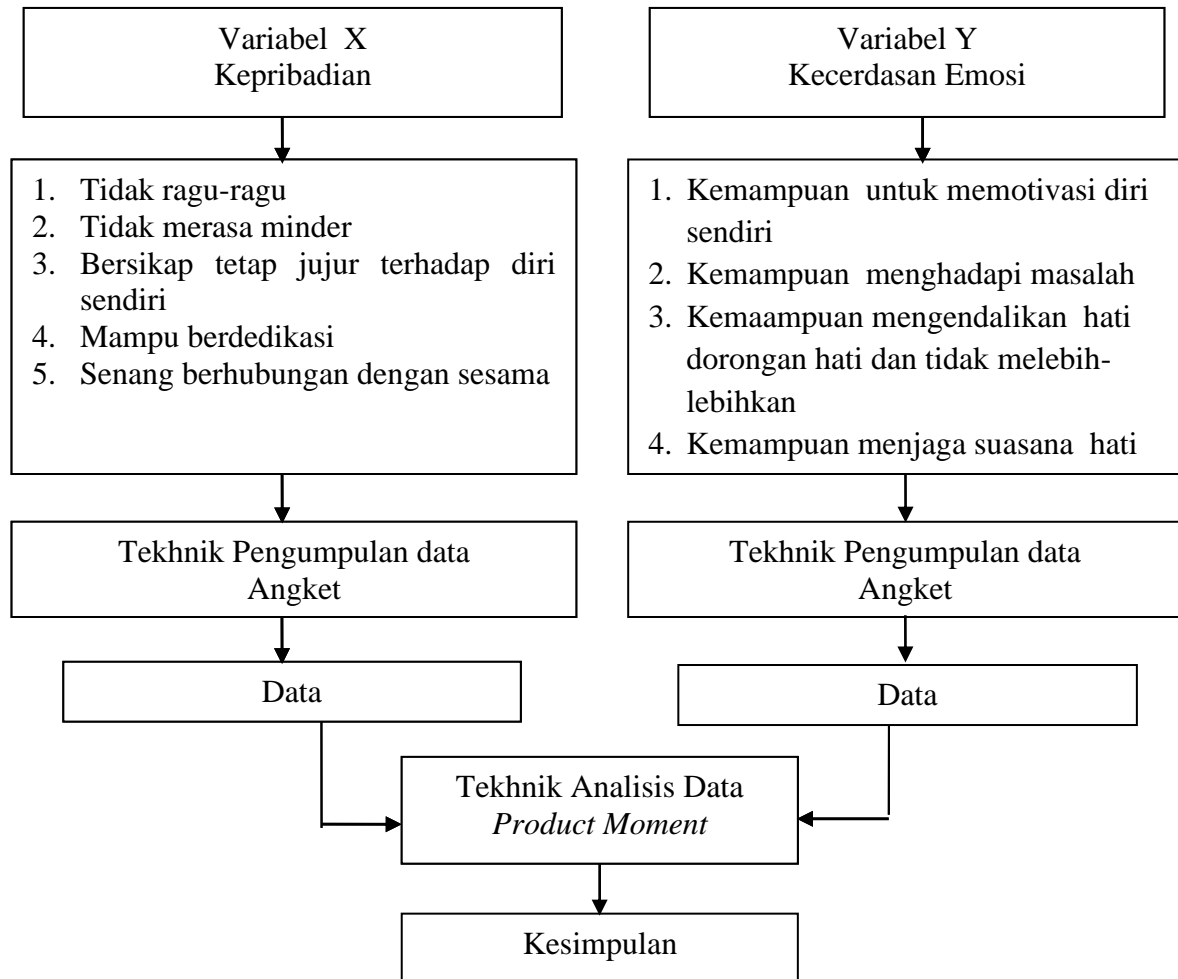 Variabel  X
Kepribadian
Variabel Y
Kecerdasan Emosi
1. Tidak ragu-ragu
2. Tidak merasa minder
3. Bersikap tetap jujur terhadap diri
sendiri
4. Mampu berdedikasi
5. Senang berhubungan dengan sesama
1. Kemampuan  untuk memotivasi diri
sendiri
2. Kemampuan  menghadapi masalah
3. Kemaampuan mengendalikan  hati
dorongan hati dan tidak melebih-
lebihkan
4. Kemampuan menjaga suasana  hati
Tekhnik Pengumpulan data
Angket
Tekhnik Pengumpulan data
Angket
Data
Data
Tekhnik Analisis Data
Product Moment
Kesimpulan